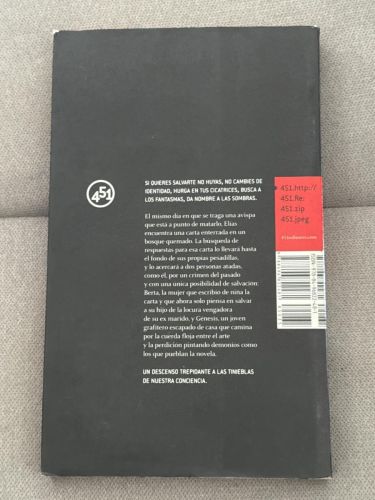 451
SI QUIERES SALVARTE NO HUYAS, NO CAMBIES DE
IDENTIDAD, HURGA EN TUS CICATRICES, BUSCA A
LOS FANTASMAS, DA NOMBRE A LAS SOMBRAS.
El mismo día en que se traga una avispa
que está a punto de matarlo, Elías
encuentra una carta enterrada en un
bosque quemado. La búsqueda de
respuestas para esa carta lo llevará hasta
el fondo de sus propias pesadillas,
y lo acercará a dos personas atadas,
como él, por un crimen del pasado
y con una única posibilidad de salvación:
Berta, la mujer que escribió de niña la
carta y que ahora solo piensa en salvar
a su hijo de la locura vengadora
de su ex marido, y Génesis, un joven
grafitero escapado de casa que camina
por la cuerda floja entre el arte
y la perdición pintando demonios como
los que pueblan la novela.
UN DESCENSO TREPIDANTE A LAS TINIEBLAS
DE NUESTRA CONCIENCIA.
451.http://
451.Re:
451.zip
451.jpeg